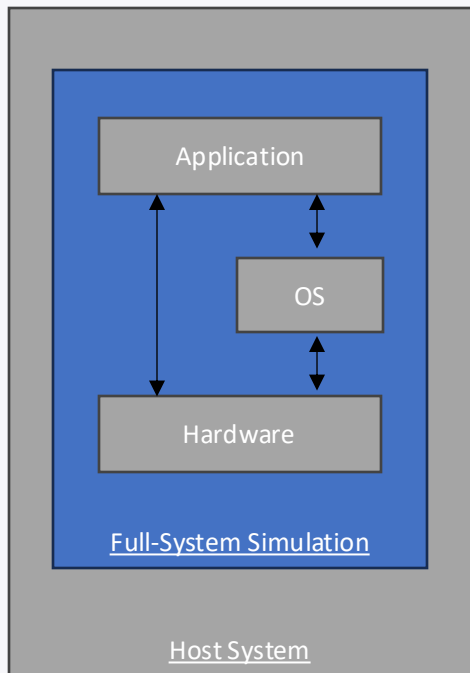 Application
OS
Hardware
Full-System Simulation
Host System